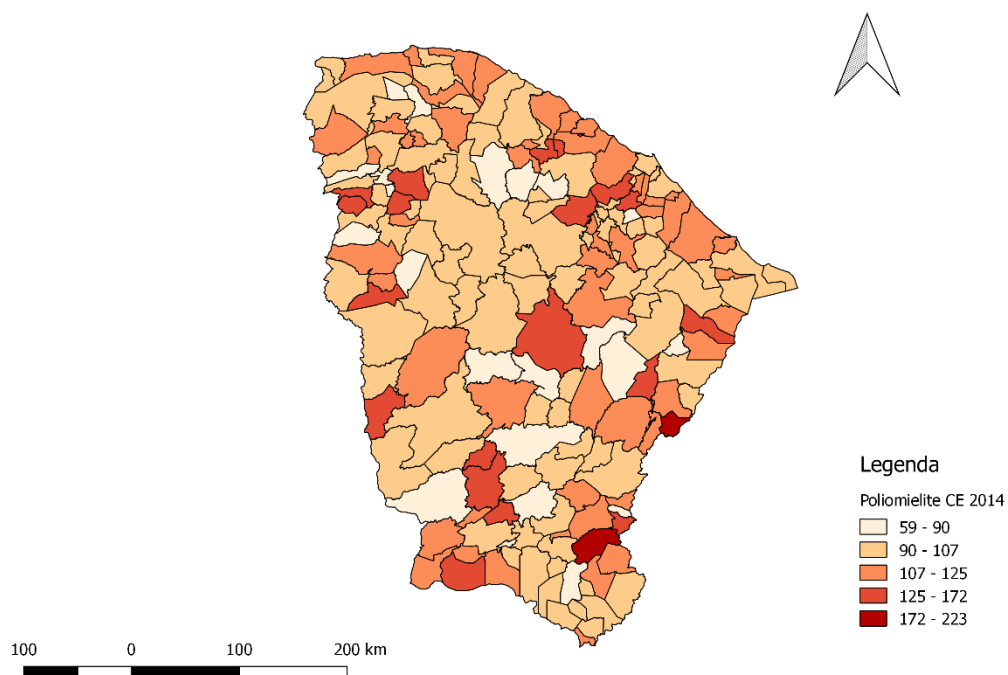 Legenda
Poliomielite CE 2014
59 - 90
90 - 107
107 - 125
125 - 172
172 - 223
100 0 100 200 km